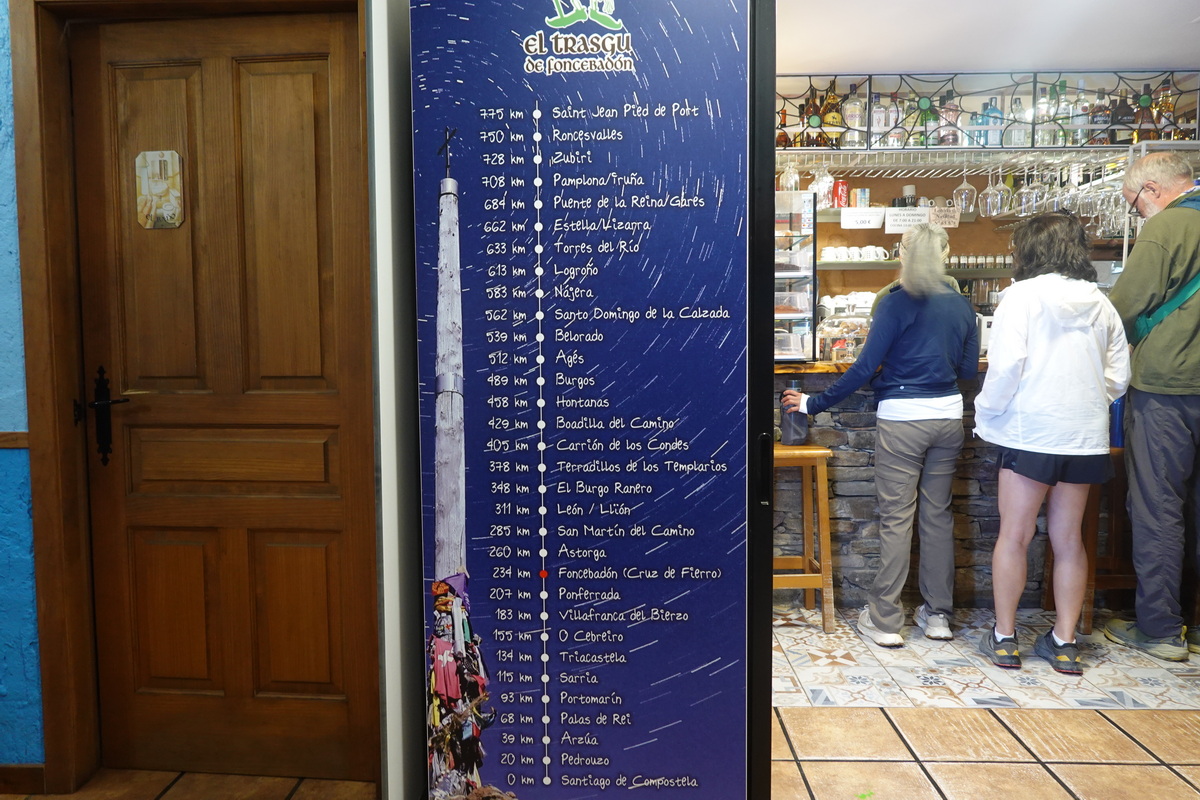 El Trasgu
de Foncebadón
775 km Saint Jean Pied de Port
750 km Roncesvalles
728 km Zubiri
708 km Pamplona/Iruña
684 km Puente de la Reina/Gares
662 km Estella/Lizarra
633 km Torres del Río
613 km Logroño
583 km Nájera
562 km Santo Domingo de la Calzada
539 km Belorado
512 km Agés
489 km Burgos
458 km Hontanas
429 km Boadilla del Camino
405 km Carrión de los Condes
378 km Terradillos de los Templarios
348 km El Burgo Ranero
311 km León / Llión
285 km San Martín del Camino
260 km Astorga
234 km Foncebadón (Cruz de Fierro)
207 km Ponferrada
183 km Villafranca del Bierzo
155 km O Cebreiro
134 km Triacastela
115 km Sarria
93 km Portomarín
68 km Palas de Rei
39 km Arzúa
20 km Pedrouzo
0 km Santiago de Compostela